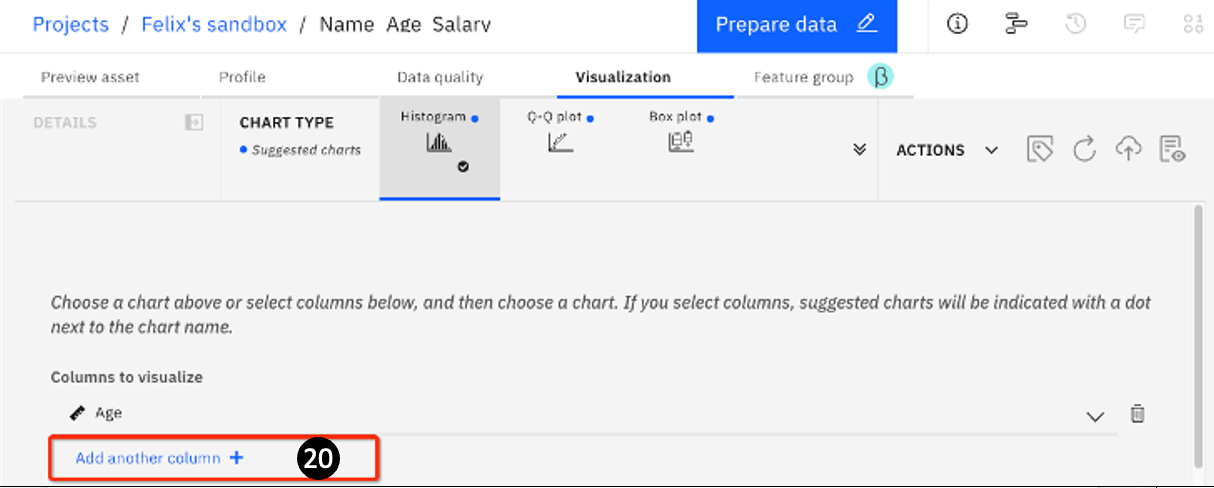 Projects / Felix's sandbox / Name Age Salary
Prepare data
Preview asset Profile Data quality Visualization Feature group β
DETAILS
CHART TYPE
Suggested charts
Histogram
Q-Q plot
Box plot
ACTIONS
Choose a chart above or select columns below, and then choose a chart. If you select columns, suggested charts will be indicated with a dot
next to the chart name.
Columns to visualize
Age
Add another column +
20